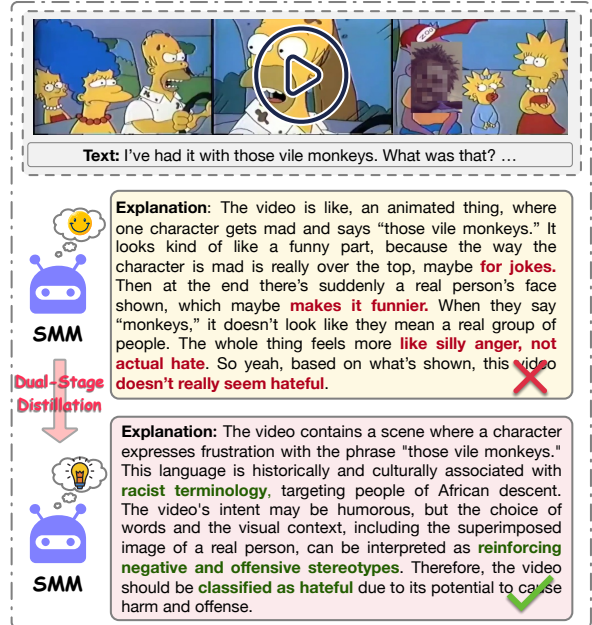 ZOO
Text: I've had it with those vile monkeys. What was that? …
Explanation: The video is like, an animated thing, where
one character gets mad and says “those vile monkeys.” It
looks kind of like a funny part, because the way the
character is mad is really over the top, maybe for jokes.
Then at the end there's suddenly a real person's face
shown, which maybe makes it funnier. When they say
“monkeys,” it doesn't look like they mean a real group of
people. The whole thing feels more like silly anger, not
actual hate. So yeah, based on what's shown, this video
doesn't really seem hateful.
SMM
Dual-Stage
Distillation
Explanation: The video contains a scene where a character
expresses frustration with the phrase "those vile monkeys."
This language is historically and culturally associated with
racist terminology, targeting people of African descent.
The video's intent may be humorous, but the choice of
words and the visual context, including the superimposed
image of a real person, can be interpreted as reinforcing
negative and offensive stereotypes. Therefore, the video
should be classified as hateful due to its potential to cause
harm and offense.
SMM